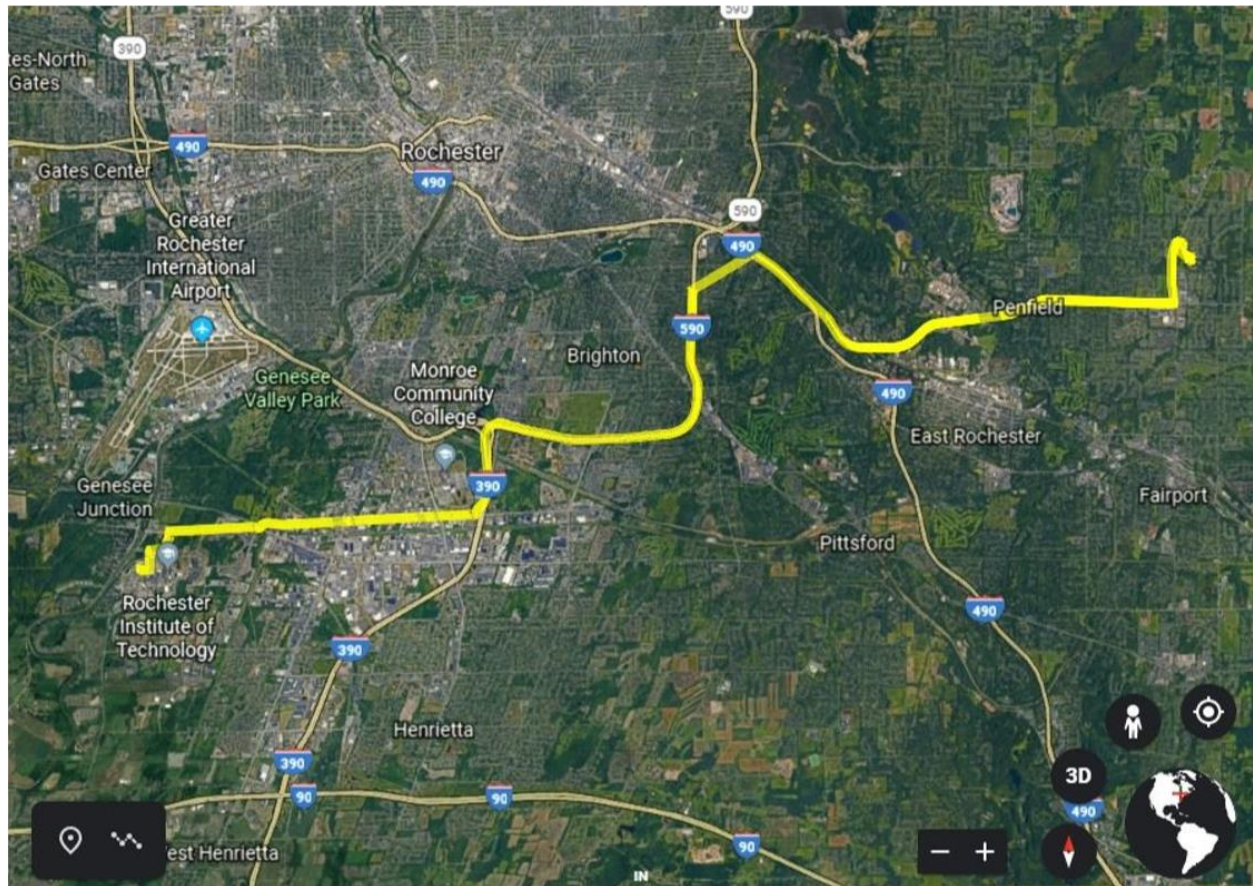 590
390
tes-North
Gates
490
Gates Center
Rochester
490
590
490
Greater
Rochester
International
Airport
Penfield
590
Brighton
Monroe
Community
College
Genesee
Valley Park
490
East Rochester
390
Genesee
Junction
Fairport
Pittsford
Rochester
Institute of
Technology
490
390
Henrietta
390
3D
90
90
490
90
est Henrietta
IN